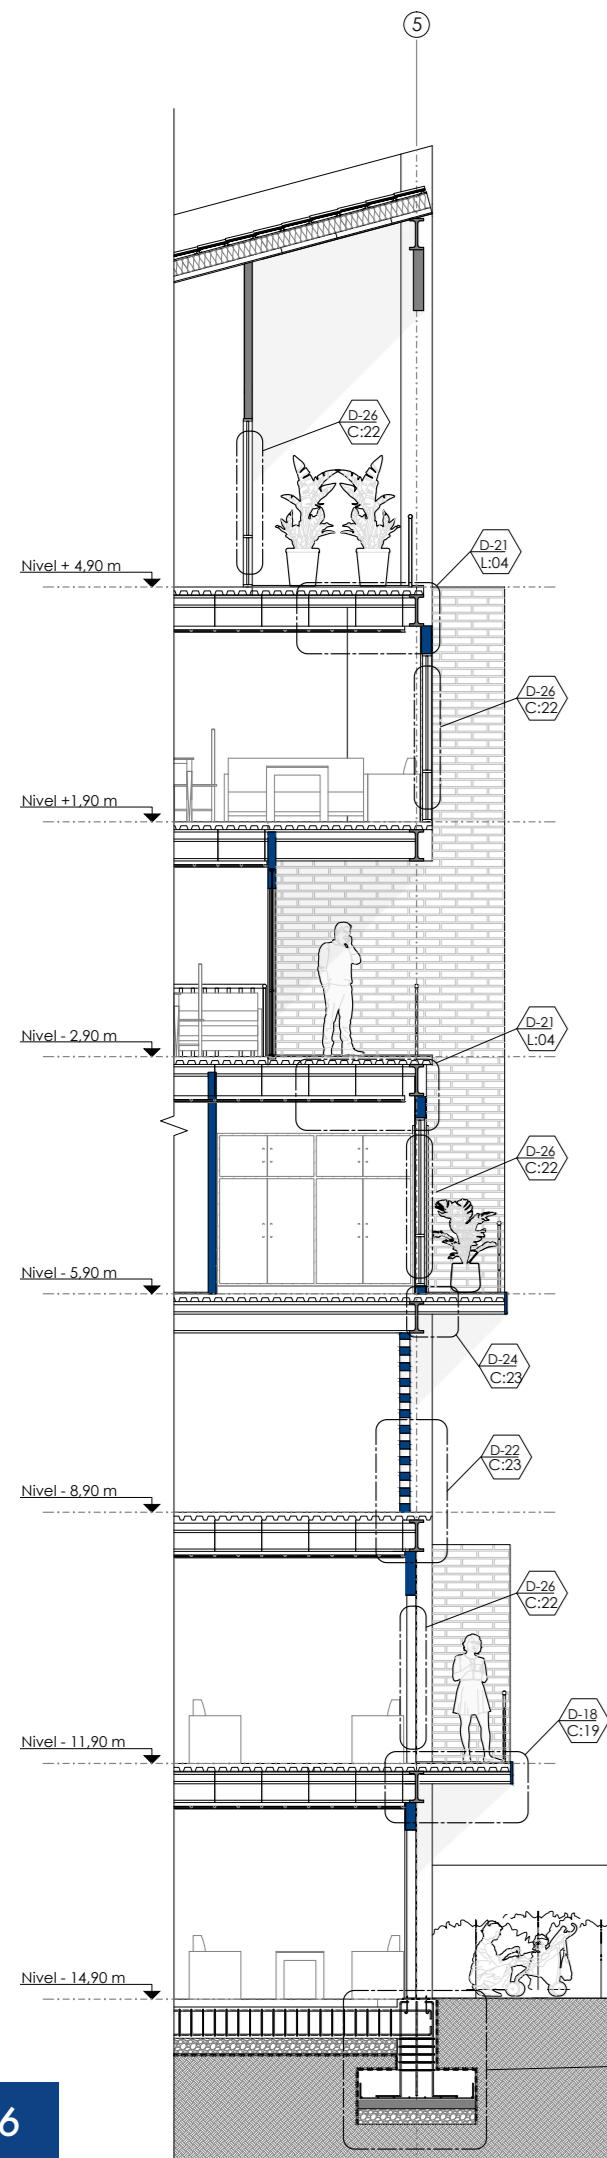 5
D-26
C:22
D-21
L:04
Nivel + 4,90 m
D-26
C:22
Nivel +1,90 m
D-21
L:04
Nivel - 2,90 m
D-26
C:22
Nivel - 5,90 m
D-24
C:23
D-22
C:23
Nivel - 8,90 m
D-26
C:22
D-18
C:19
Nivel - 11,90 m
Nivel - 14,90 m
6